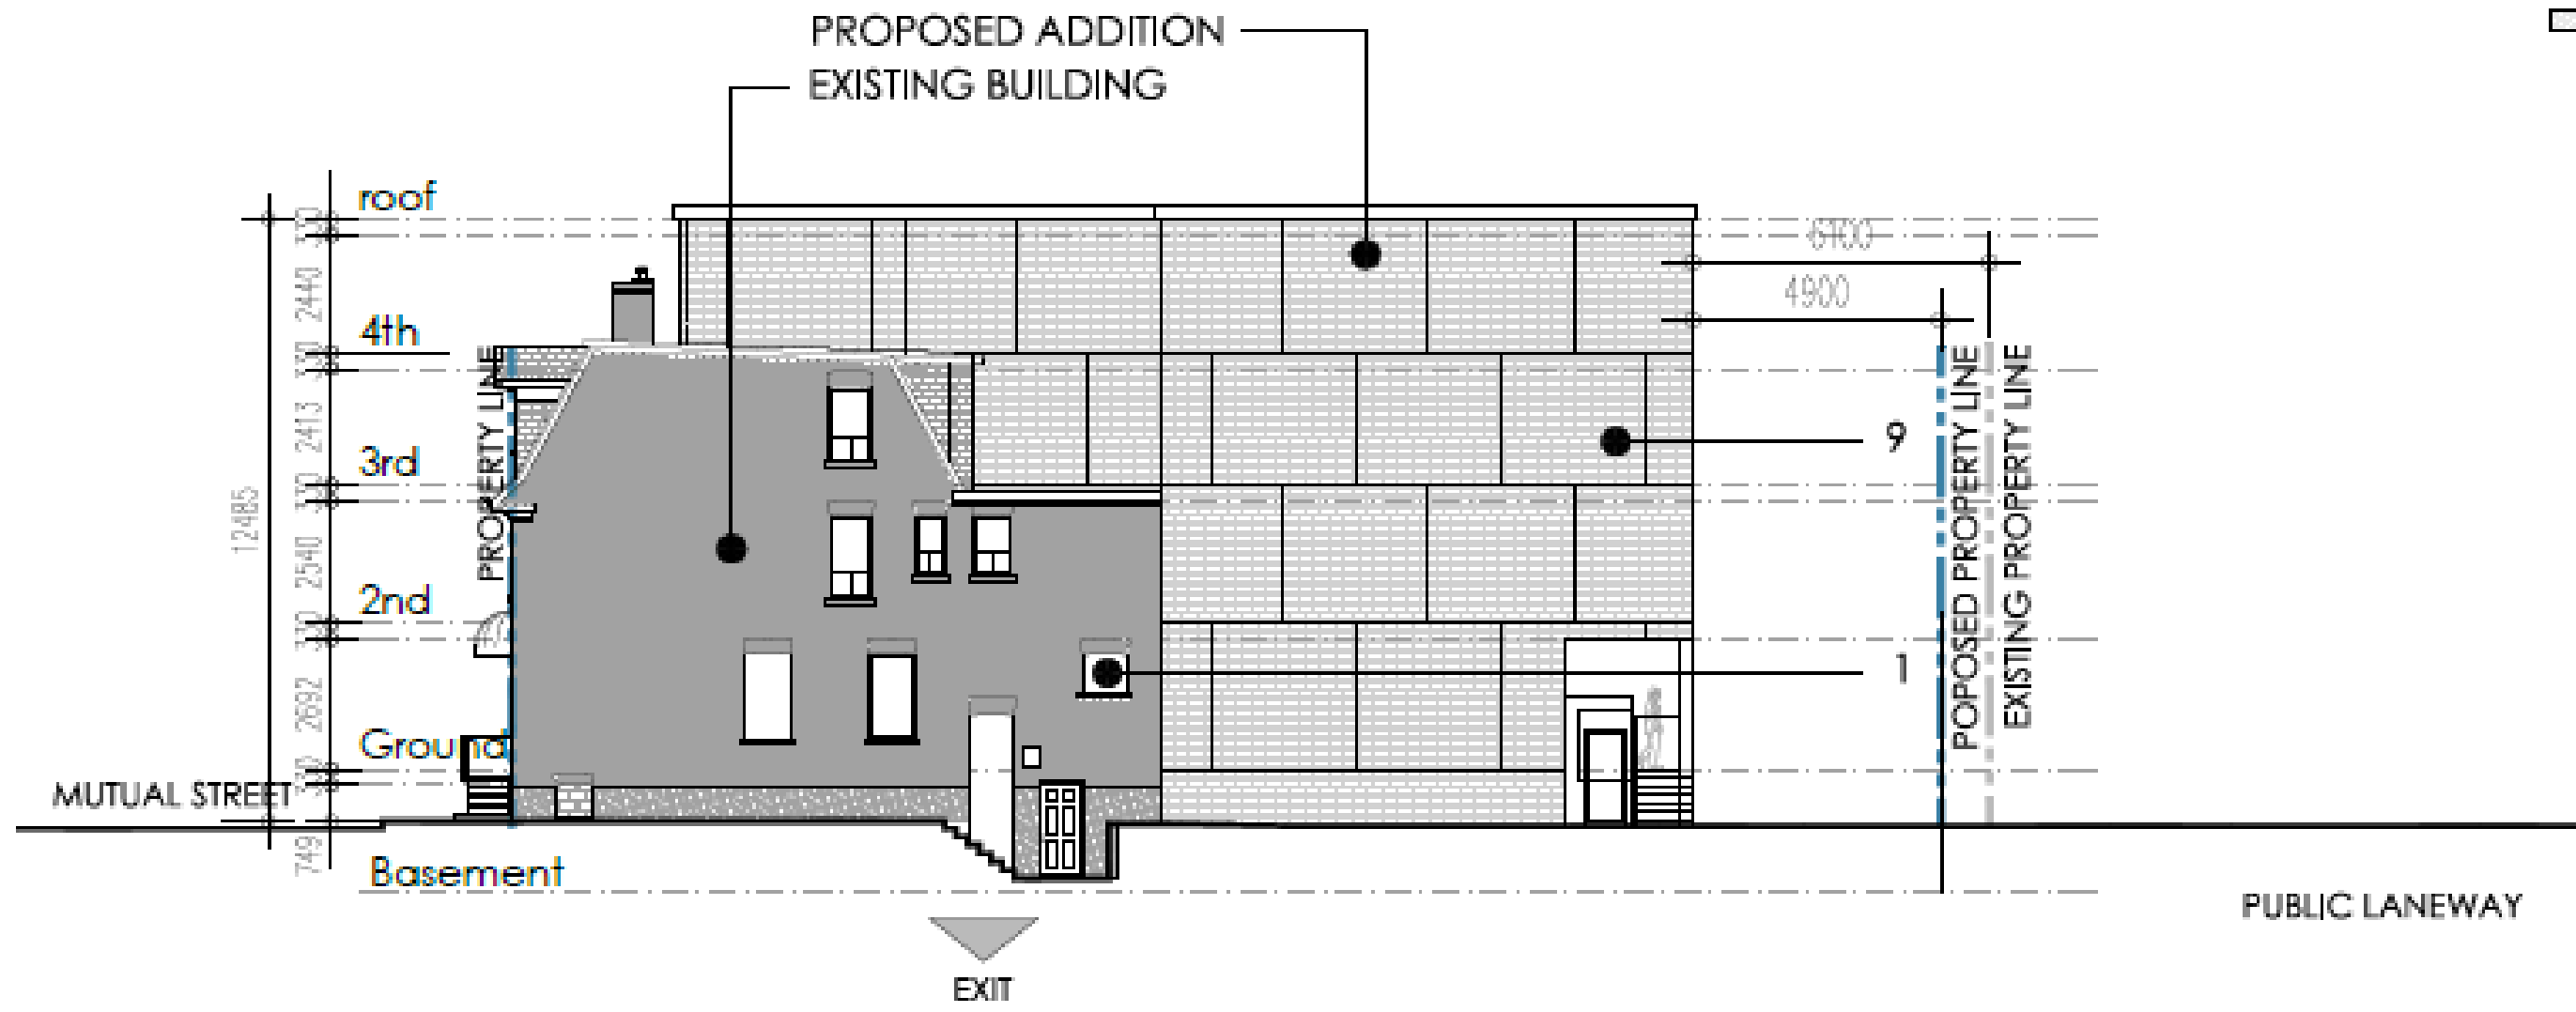 PROPOSED ADDITION
EXISTING BUILDING
roof
6100
4900
2440
4th
2413
3rd
9
12485
2540
2nd
1
2692
Ground
MUTUAL STREET
749
Basement
PROPERTY LINE
POPOSED PROPERTY LINE
EXISTING PROPERTY LINE
PUBLIC LANEWAY
EXIT